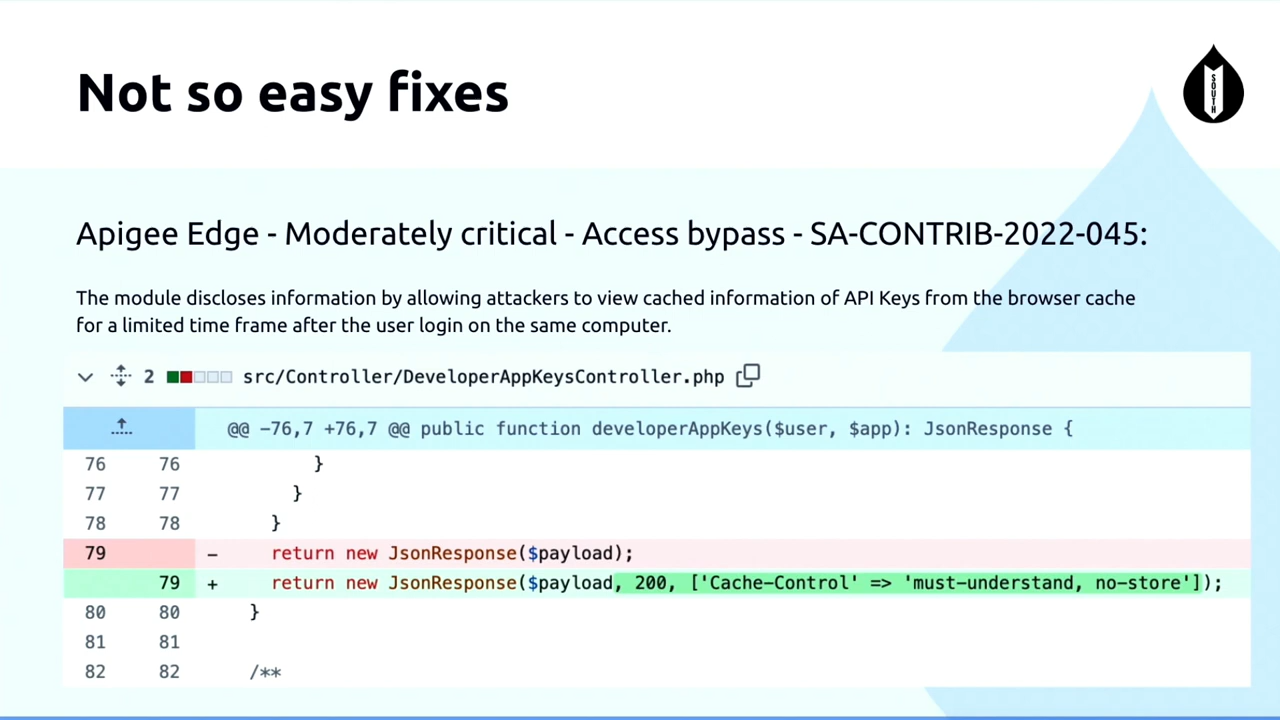 Not so easy fixes
SOUTH
Apigee Edge - Moderately critical - Access bypass - SA-CONTRIB-2022-045:
The module discloses information by allowing attackers to view cached information of API Keys from the browser cache
for a limited time frame after the user login on the same computer.
2 src/Controller/DeveloperAppKeysController.php
@@ -76,7 +76,7 @@ public function developerAppKeys($user, $app): JsonResponse {
76 76 }
77 77 }
78 78 }
79 - return new JsonResponse($payload);
79 + return new JsonResponse($payload, 200, ['Cache-Control' => 'must-understand, no-store']);
80 80 }
81 81
82 82 /**